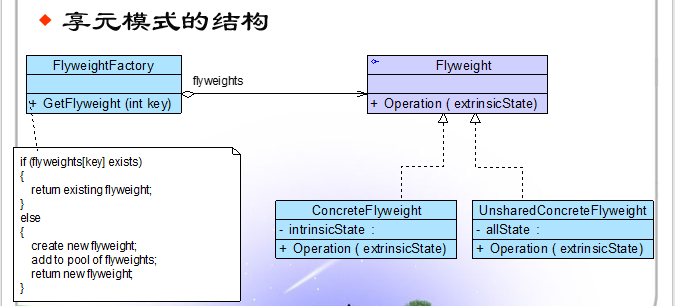 享元模式的结构
FlyweightFactory
+ GetFlyweight (int key)
flyweights
Flyweight
+ Operation ( extrinsicState)
if (flyweights[key] exists)
{
return existing flyweight;
}
else
{
create new flyweight;
add to pool of flyweights;
return new flyweight;
}
ConcreteFlyweight
- intrinsicState :
+ Operation ( extrinsicState)
UnsharedConcreteFlyweight
- allState :
+ Operation ( extrinsicState)